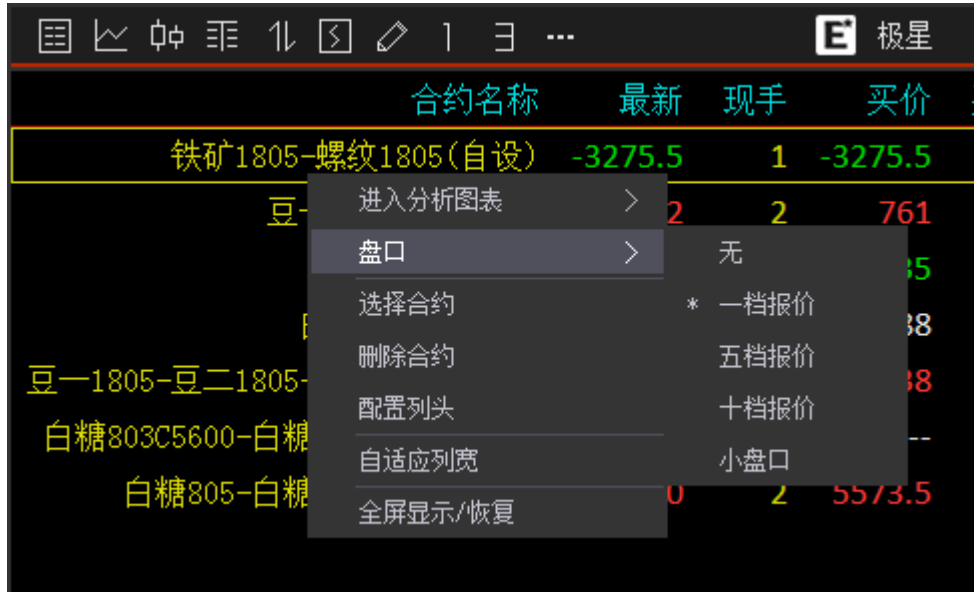 E* 极星
合约名称 最新 现手 买价
铁矿1805-螺纹1805(自设) -3275.5 1 -3275.5
进入分析图表
豆一 2 2 761
盘口 无
选择合约 * 一档报价
删除合约 五档报价
豆一1805-豆二1805-
配置列头 十档报价
白糖803C5600-白糖 --
自适应列宽 小盘口
白糖805-白糖 0 2 5573.5
全屏显示/恢复